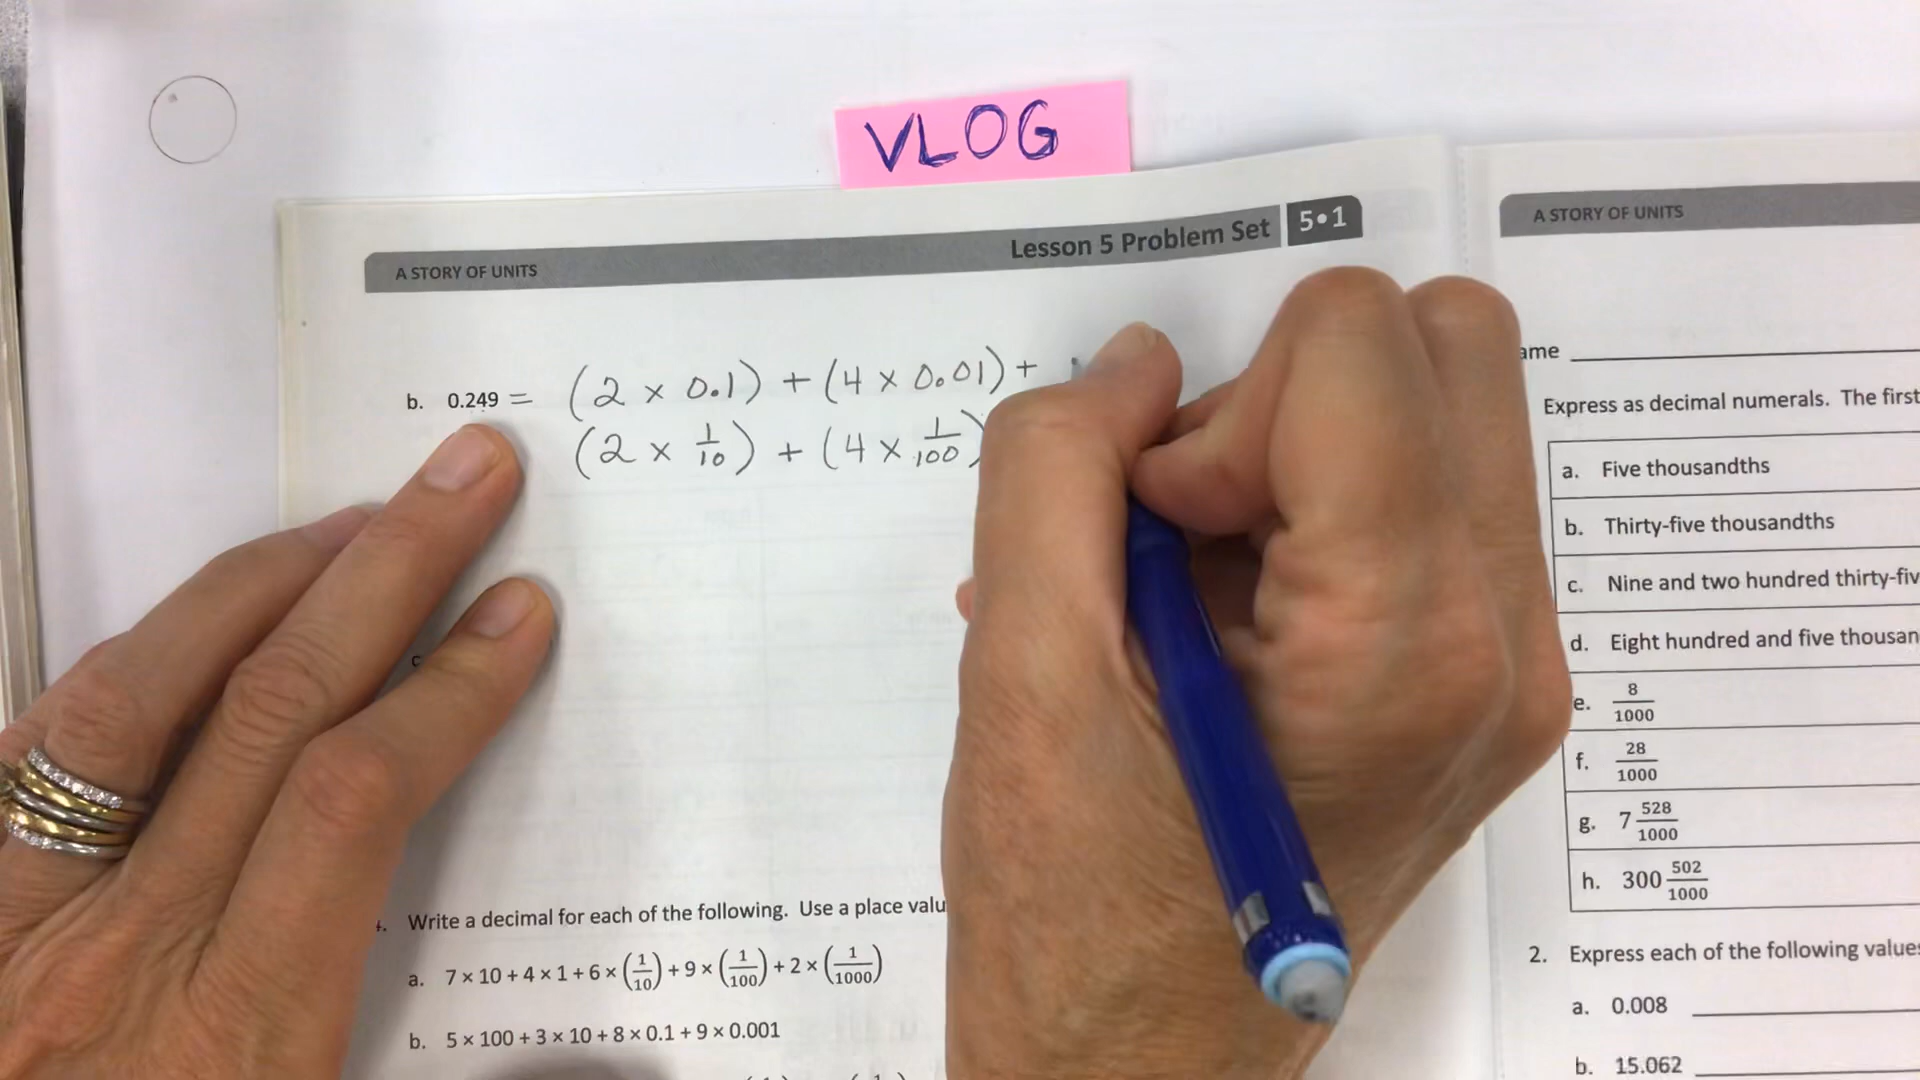 VLOG
A STORY OF UNITS
Lesson 5 Problem Set 5•1
b. 0.249 = (2 x 0.1) + (4 x 0.01) +
(2 x 1/10) + (4 x 1/100)
c
4. Write a decimal for each of the following. Use a place valu
a. 7 × 10 + 4 × 1 + 6 × (1/10) + 9 × (1/100) + 2 × (1/1000)
b. 5 × 100 + 3 × 10 + 8 × 0.1 + 9 × 0.001
A STORY OF UNITS
ame
Express as decimal numerals. The first
a. Five thousandths
b. Thirty-five thousandths
c. Nine and two hundred thirty-fiv
d. Eight hundred and five thousan
e. 8/1000
f. 28/1000
g. 7 528/1000
h. 300 502/1000
2. Express each of the following values
a. 0.008
b. 15.062